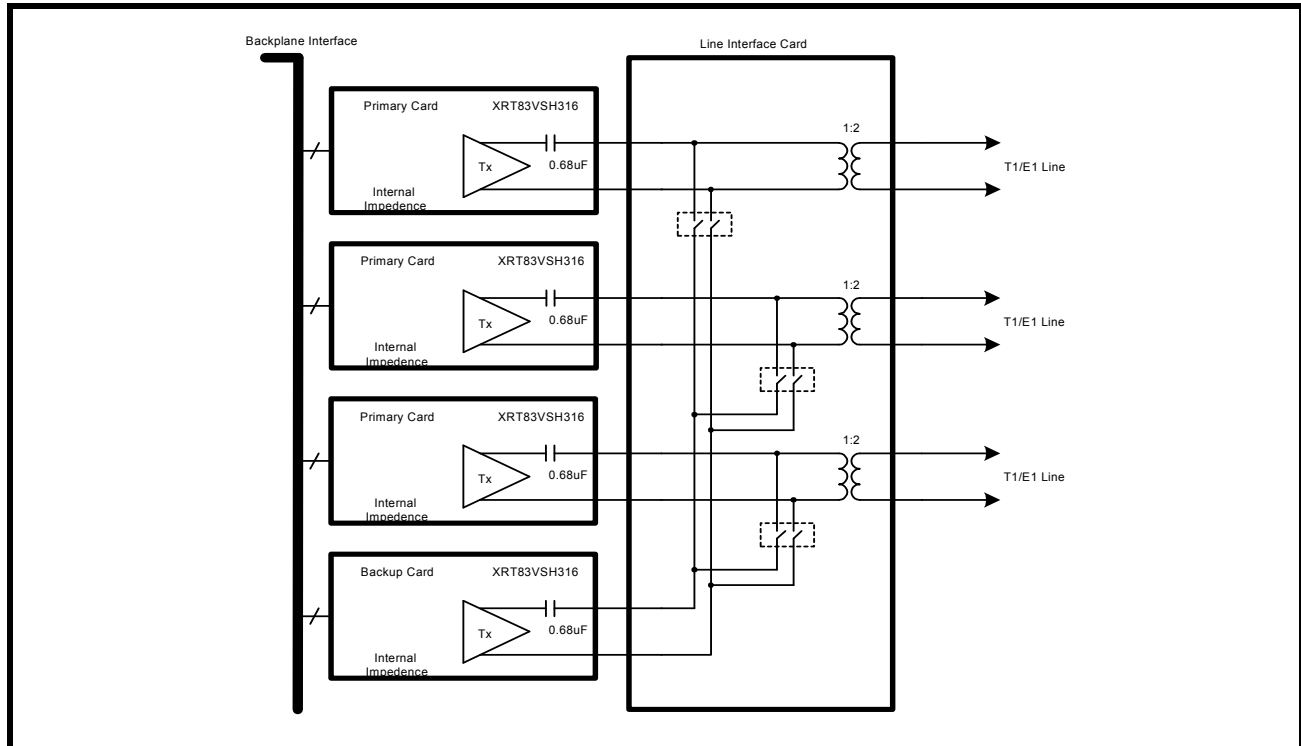 Backplane Interface
Line Interface Card
Primary Card XRT83VSH316
Tx
0.68uF
Internal
Impedence
1:2
T1/E1 Line
Primary Card XRT83VSH316
Tx
0.68uF
Internal
Impedence
1:2
T1/E1 Line
Primary Card XRT83VSH316
Tx
0.68uF
Internal
Impedence
1:2
T1/E1 Line
Backup Card XRT83VSH316
Tx
0.68uF
Internal
Impedence